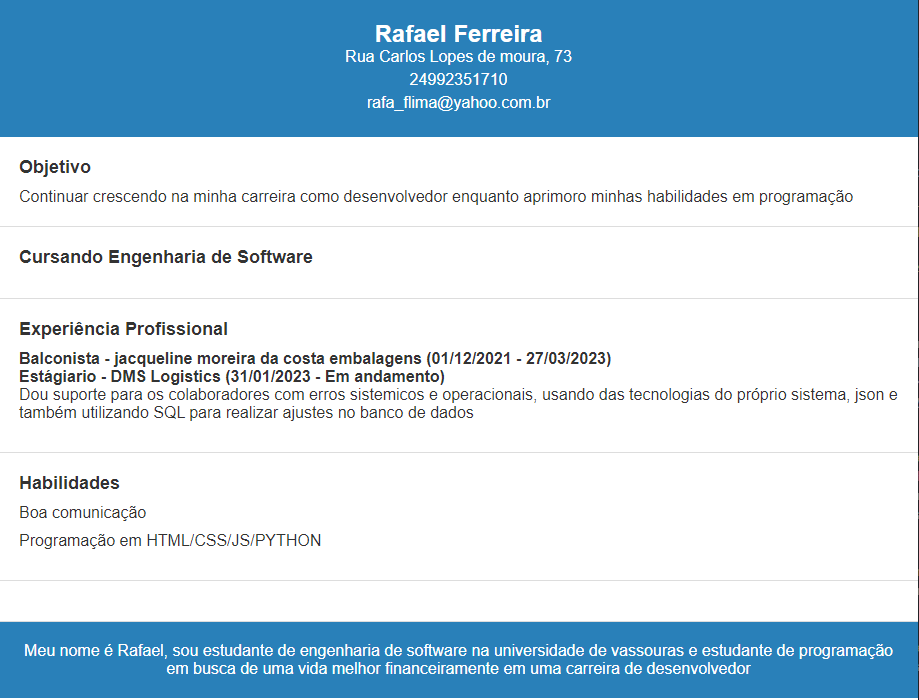 Rafael Ferreira
Rua Carlos Lopes de moura, 73
24992351710
rafa_flima@yahoo.com.br
Objetivo
Continuar crescendo na minha carreira como desenvolvedor enquanto aprimoro minhas habilidades em programação
Cursando Engenharia de Software
Experiência Profissional
Balconista - jacqueline moreira da costa embalagens (01/12/2021 - 27/03/2023)
Estágiario - DMS Logistics (31/01/2023 - Em andamento)
Dou suporte para os colaboradores com erros sistemicos e operacionais, usando das tecnologias do próprio sistema, json e
também utilizando SQL para realizar ajustes no banco de dados
Habilidades
Boa comunicação
Programação em HTML/CSS/JS/PYTHON
Meu nome é Rafael, sou estudante de engenharia de software na universidade de vassouras e estudante de programação
em busca de uma vida melhor financeiramente em uma carreira de desenvolvedor